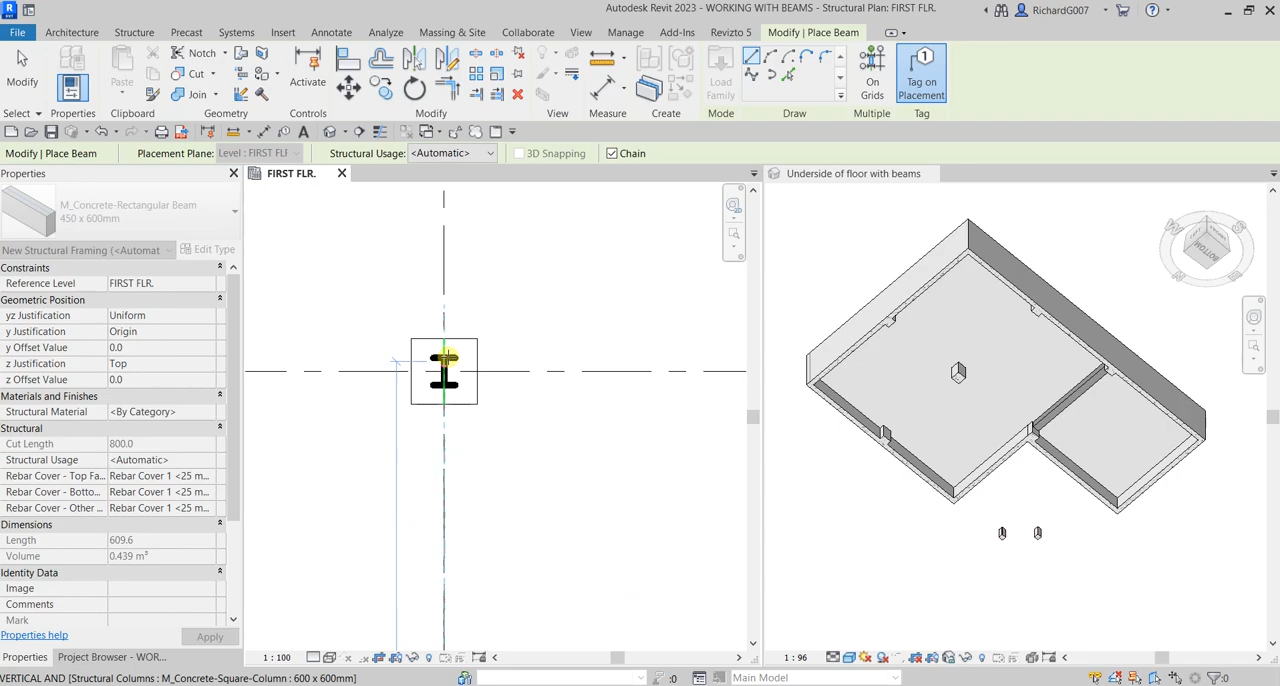 Autodesk Revit 2023 - WORKING WITH BEAMS - Structural Plan: FIRST FLR.
RichardG007
File Architecture Structure Precast Systems Insert Annotate Analyze Massing & Site Collaborate View Manage Add-Ins Revizto 5 Modify | Place Beam
Modify Paste Notch Cut Join Activate Load Family On Grids Tag on Placement
Select Properties Clipboard Geometry Controls Modify View Measure Create Mode Draw Multiple Tag
Modify | Place Beam Placement Plane: Level : FIRST FLF Structural Usage: <Automatic> 3D Snapping Chain
Properties
FIRST FLR.
Underside of floor with beams
M_Concrete-Rectangular Beam
450 x 600mm
New Structural Framing (<Automat Edit Type
Constraints
Reference Level FIRST FLR.
Geometric Position
yz Justification Uniform
y Justification Origin
y Offset Value 0.0
z Justification Top
z Offset Value 0.0
Materials and Finishes
Structural Material <By Category>
Structural
Cut Length 800.0
Structural Usage <Automatic>
Rebar Cover - Top Fa... Rebar Cover 1 <25 m...
Rebar Cover - Botto... Rebar Cover 1 <25 m...
Rebar Cover - Other ... Rebar Cover 1 <25 m...
Dimensions
Length 609.6
Volume 0.439 m³
Identity Data
Image
Comments
Mark
Properties help Apply
Properties Project Browser - WOR...
1 : 100
1 : 96
BOTTOM
VERTICAL AND [Structural Columns : M_Concrete-Square-Column : 600 x 600mm]
:0
Main Model
:0